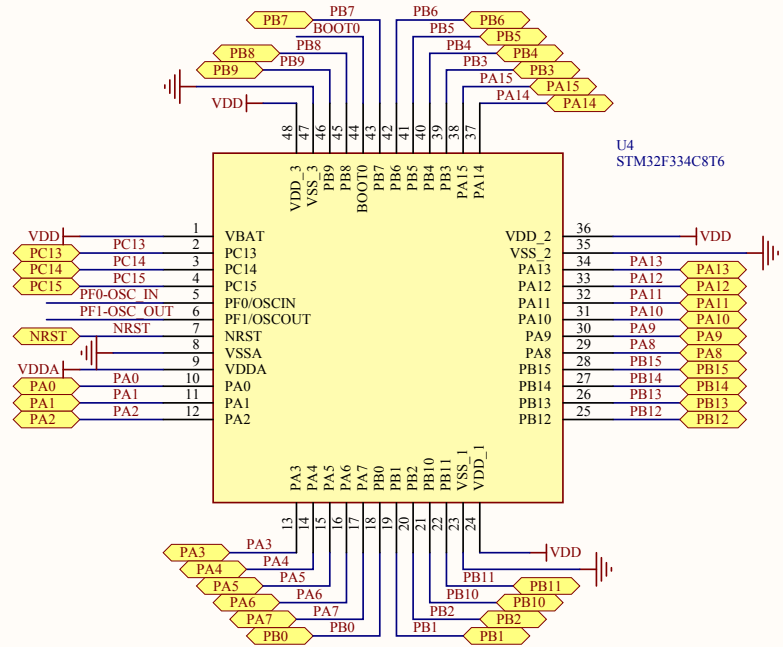 PB7 PB7 PB6 PB6
BOOT0 PB5 PB5
PB8 PB8 PB4 PB4
PB9 PB9 PB3 PB3
PA15 PA15
VDD PA14 PA14
48 47 46 45 44 43 42 41 40 39 38 37
U4
STM32F334C8T6
VDD_3 VSS_3 PB9 PB8 BOOT0 PB7 PB6 PB5 PB4 PB3 PA15 PA14
VDD 1 VBAT VDD_2 36 VDD
PC13 PC13 2 PC13 VSS_2 35
PC14 PC14 3 PC14 PA13 34 PA13 PA13
PC15 PC15 4 PC15 PA12 33 PA12 PA12
PF0-OSC_IN 5 PF0/OSCIN PA11 32 PA11 PA11
PF1-OSC_OUT 6 PF1/OSCOUT PA10 31 PA10 PA10
NRST NRST 7 NRST PA9 30 PA9 PA9
8 VSSA PA8 29 PA8 PA8
VDDA 9 VDDA PB15 28 PB15 PB15
PA0 PA0 10 PA0 PB14 27 PB14 PB14
PA1 PA1 11 PA1 PB13 26 PB13 PB13
PA2 PA2 12 PA2 PB12 25 PB12 PB12
PA3 PA4 PA5 PA6 PA7 PB0 PB1 PB2 PB10 PB11 VSS_1 VDD_1
13 14 15 16 17 18 19 20 21 22 23 24
PA3 PA3 VDD
PA4 PA4
PA5 PA5 PB11 PB11
PA6 PA6 PB10 PB10
PA7 PA7 PB2 PB2
PB0 PB0 PB1 PB1